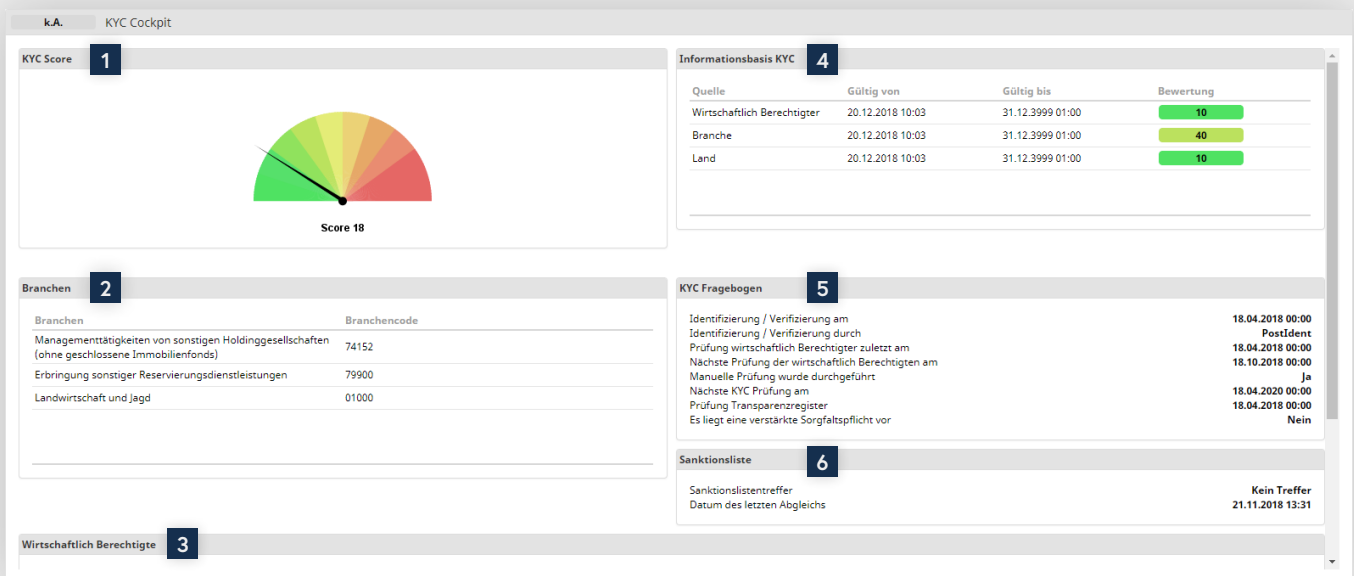 k.A. KYC Cockpit
KYC Score 1
Score 18
Branchen 2
Branchen Branchencode
Managementtätigkeiten von sonstigen Holdinggesellschaften
(ohne geschlossene Immobilienfonds) 74152
Erbringung sonstiger Reservierungsdienstleistungen 79900
Landwirtschaft und Jagd 01000
Wirtschaftlich Berechtigte 3
Informationsbasis KYC 4
Quelle Gültig von Gültig bis Bewertung
Wirtschaftlich Berechtigter 20.12.2018 10:03 31.12.3999 01:00 10
Branche 20.12.2018 10:03 31.12.3999 01:00 40
Land 20.12.2018 10:03 31.12.3999 01:00 10
KYC Fragebogen 5
Identifizierung / Verifizierung am 18.04.2018 00:00
Identifizierung / Verifizierung durch PostIdent
Prüfung wirtschaftlich Berechtigter zuletzt am 18.04.2018 00:00
Nächste Prüfung der wirtschaftlich Berechtigten am 18.10.2018 00:00
Manuelle Prüfung wurde durchgeführt Ja
Nächste KYC Prüfung am 18.04.2020 00:00
Prüfung Transparenzregister 18.04.2018 00:00
Es liegt eine verstärkte Sorgfaltspflicht vor Nein
Sanktionsliste 6
Sanktionslistentreffer Kein Treffer
Datum des letzten Abgleichs 21.11.2018 13:31